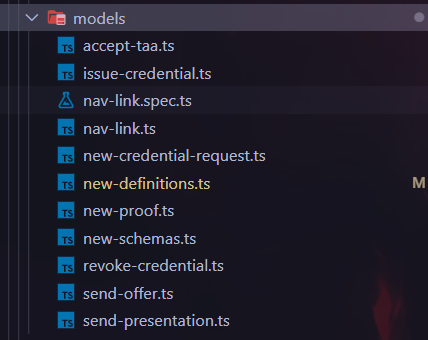 models
TS accept-taa.ts
TS issue-credential.ts
nav-link.spec.ts
TS nav-link.ts
TS new-credential-request.ts
TS new-definitions.ts M
TS new-proof.ts
TS new-schemas.ts
TS revoke-credential.ts
TS send-offer.ts
TS send-presentation.ts